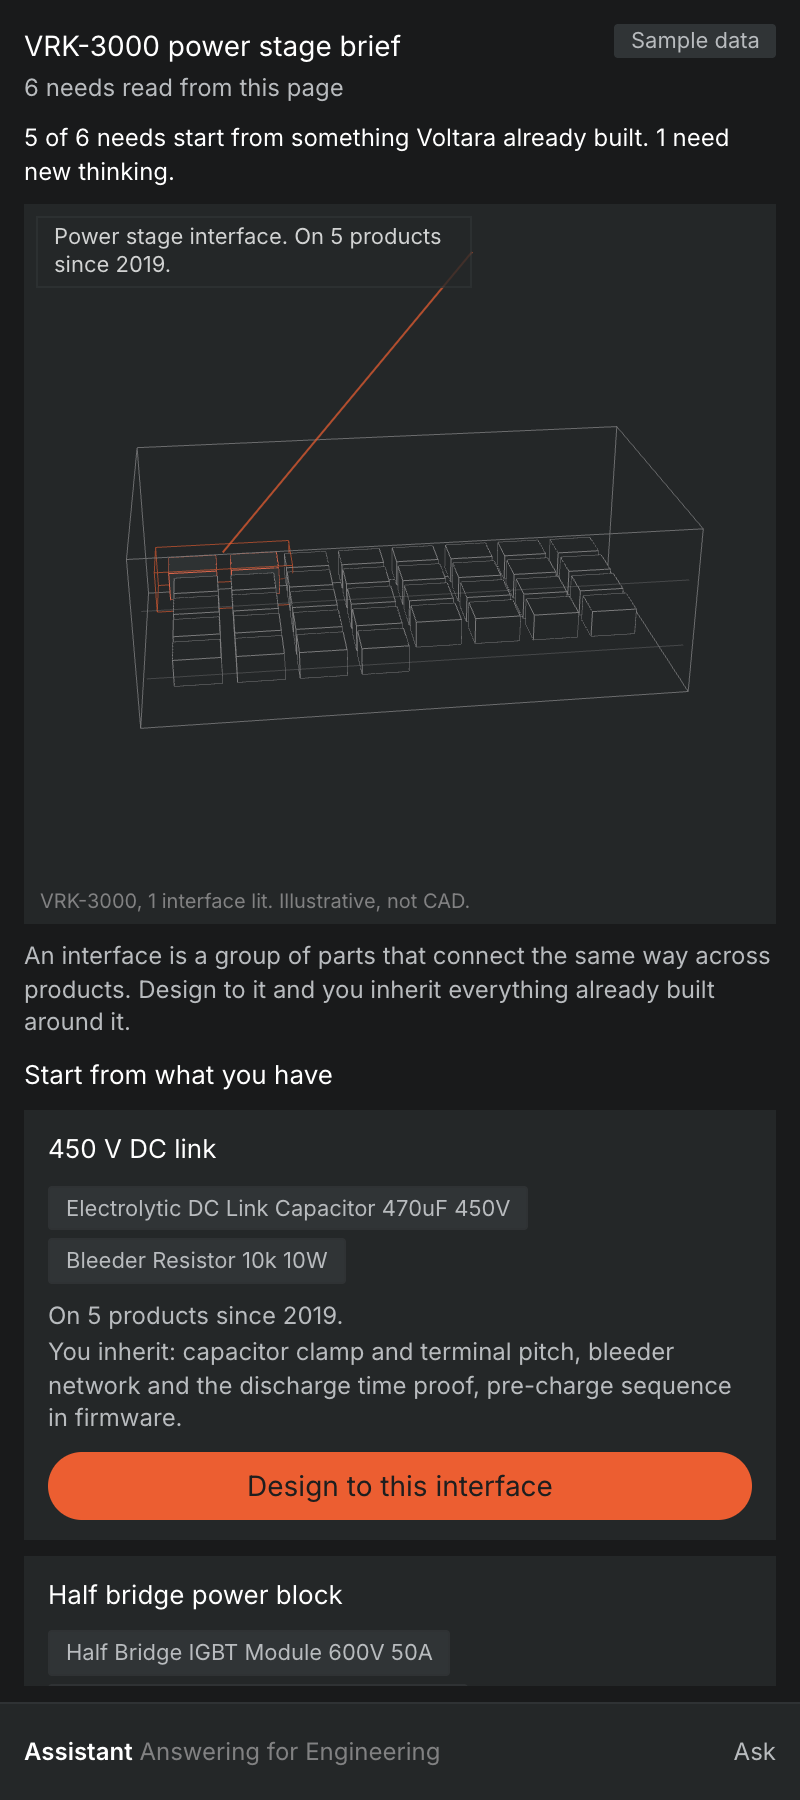 VRK-3000 power stage brief
Sample data
6 needs read from this page
5 of 6 needs start from something Voltara already built. 1 need
new thinking.
Power stage interface. On 5 products
since 2019.
VRK-3000, 1 interface lit. Illustrative, not CAD.
An interface is a group of parts that connect the same way across
products. Design to it and you inherit everything already built
around it.
Start from what you have
450 V DC link
Electrolytic DC Link Capacitor 470uF 450V
Bleeder Resistor 10k 10W
On 5 products since 2019.
You inherit: capacitor clamp and terminal pitch, bleeder
network and the discharge time proof, pre-charge sequence
in firmware.
Design to this interface
Half bridge power block
Half Bridge IGBT Module 600V 50A
Assistant Answering for Engineering
Ask